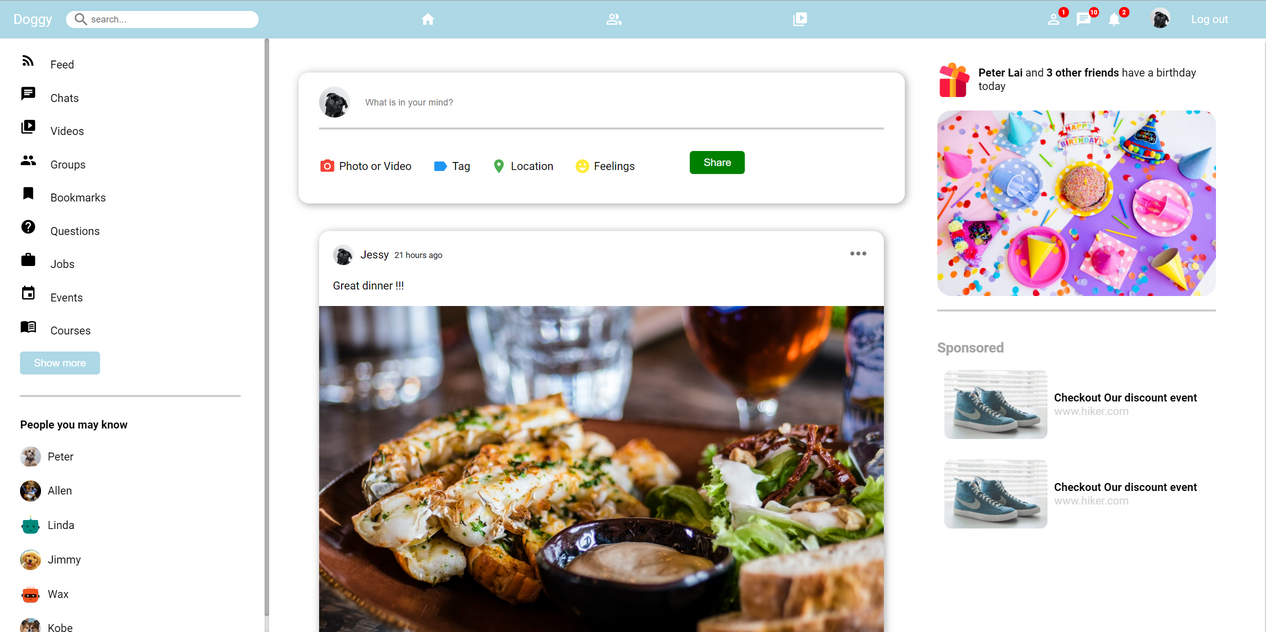 Doggy
search...
1
10
2
Log out
Feed
Chats
Videos
Groups
Bookmarks
Questions
Jobs
Events
Courses
Show more
People you may know
Peter
Allen
Linda
Jimmy
Wax
Kobe
What is in your mind?
Photo or Video
Tag
Location
Feelings
Share
Jessy 21 hours ago
Great dinner !!!
Peter Lai and 3 other friends have a birthday
today
HAPPY
BIRTHDAY
Sponsored
Checkout Our discount event
www.hiker.com
Checkout Our discount event
www.hiker.com